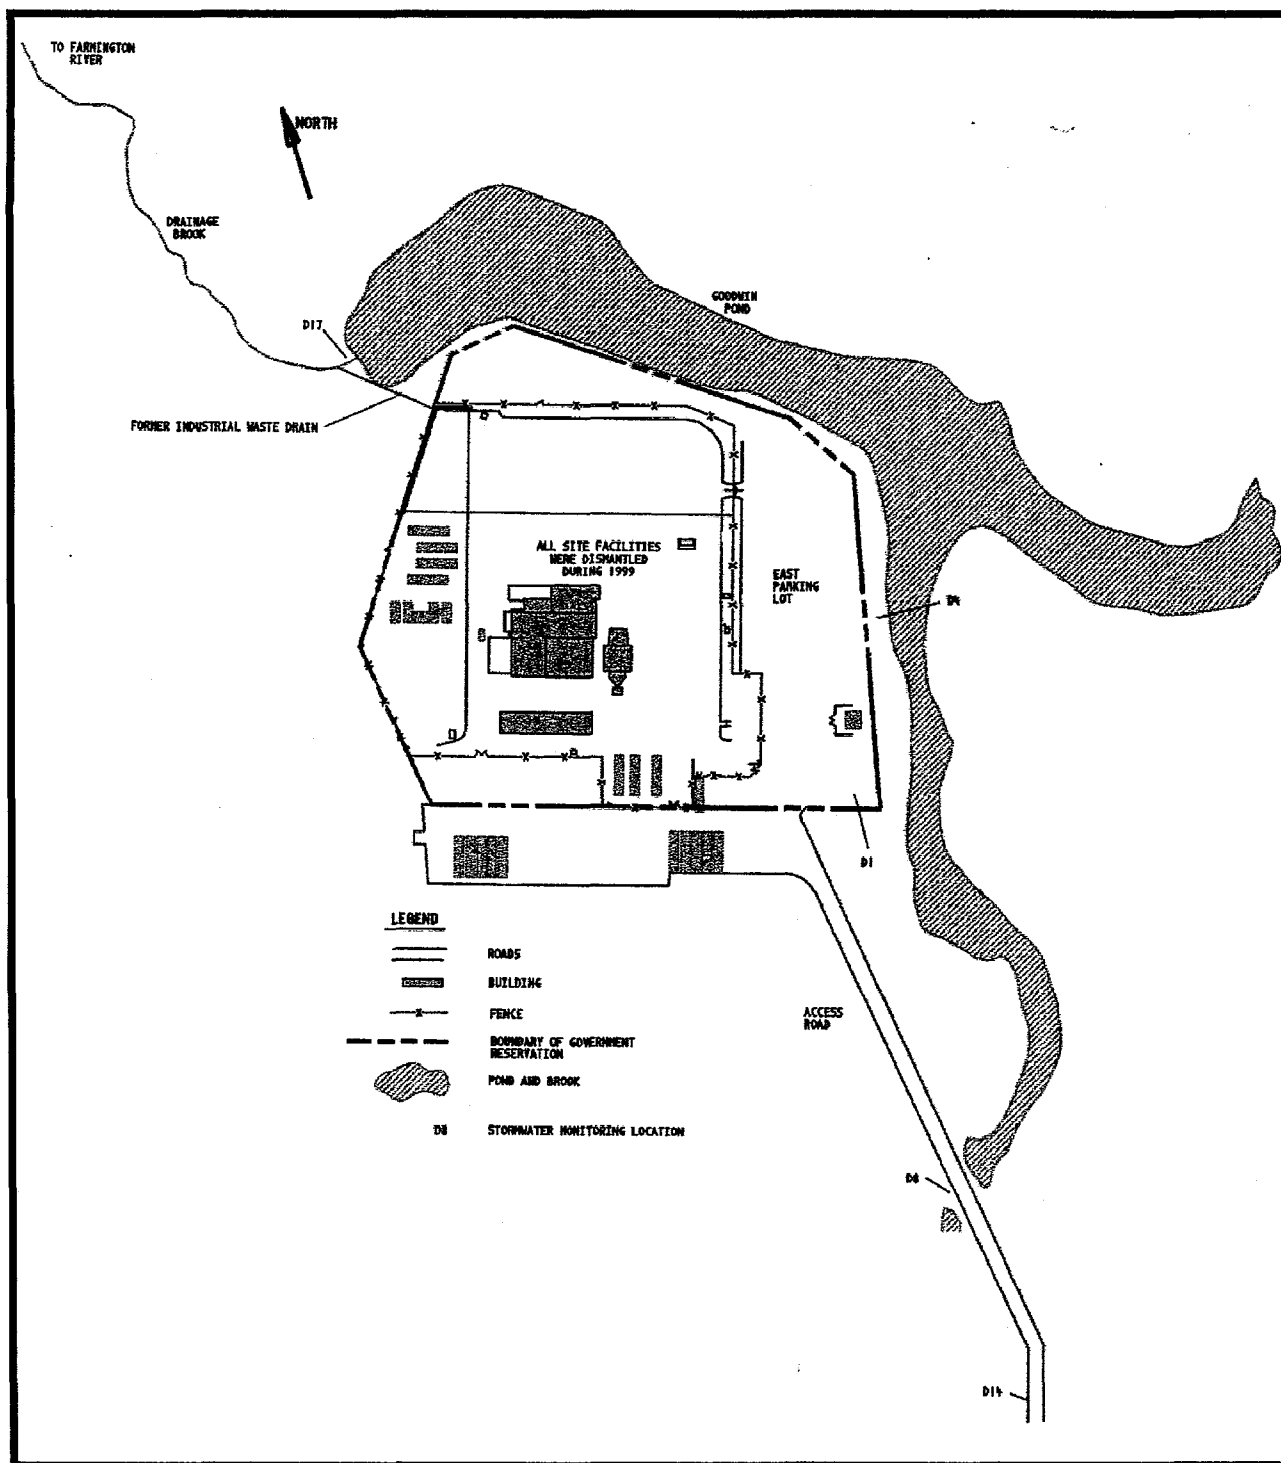 TO FARMINGTON
RIVER
NORTH
DRAINAGE
BROOK
GOODWIN
POND
D17
FORMER INDUSTRIAL WASTE DRAIN
ALL SITE FACILITIES
WERE DISMANTLED
DURING 1999
EAST
PARKING
LOT
D4
D1
LEGEND
ROADS
BUILDING
FENCE
ACCESS
ROAD
BOUNDARY OF GOVERNMENT
RESERVATION
POND AND BROOK
STORMWATER MONITORING LOCATION
D14